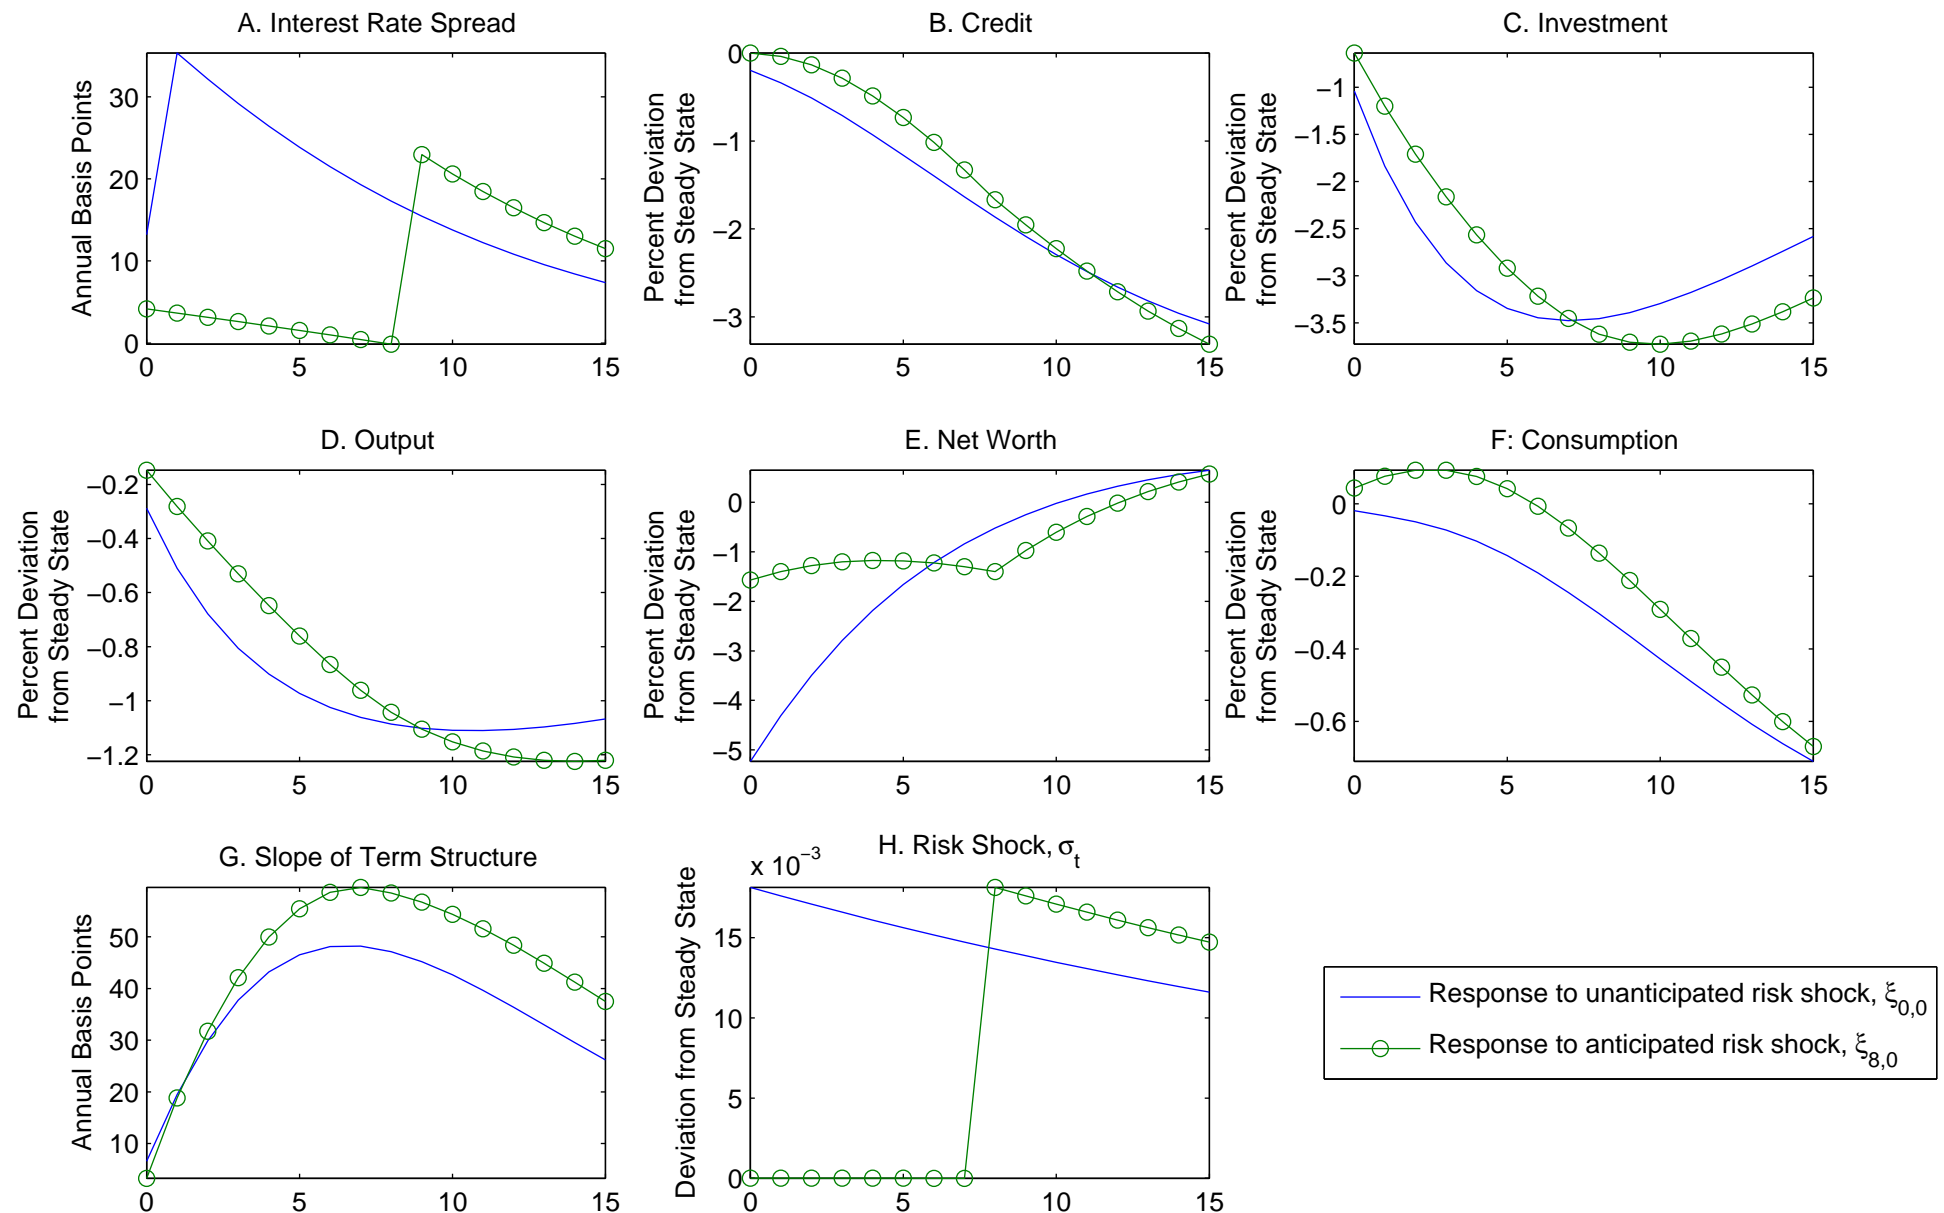 A. Interest Rate Spread
Annual Basis Points
30
20
10
0
0 5 10 15
B. Credit
Percent Deviation
from Steady State
0
−1
−2
−3
0 5 10 15
C. Investment
Percent Deviation
from Steady State
−1
−1.5
−2
−2.5
−3
−3.5
0 5 10 15
D. Output
Percent Deviation
from Steady State
−0.2
−0.4
−0.6
−0.8
−1
−1.2
0 5 10 15
E. Net Worth
Percent Deviation
from Steady State
0
−1
−2
−3
−4
−5
0 5 10 15
F: Consumption
Percent Deviation
from Steady State
0
−0.2
−0.4
−0.6
0 5 10 15
G. Slope of Term Structure
Annual Basis Points
50
40
30
20
10
0 5 10 15
H. Risk Shock, σt
x 10−3
Deviation from Steady State
15
10
5
0
0 5 10 15
Response to unanticipated risk shock, ξ0,0
Response to anticipated risk shock, ξ8,0